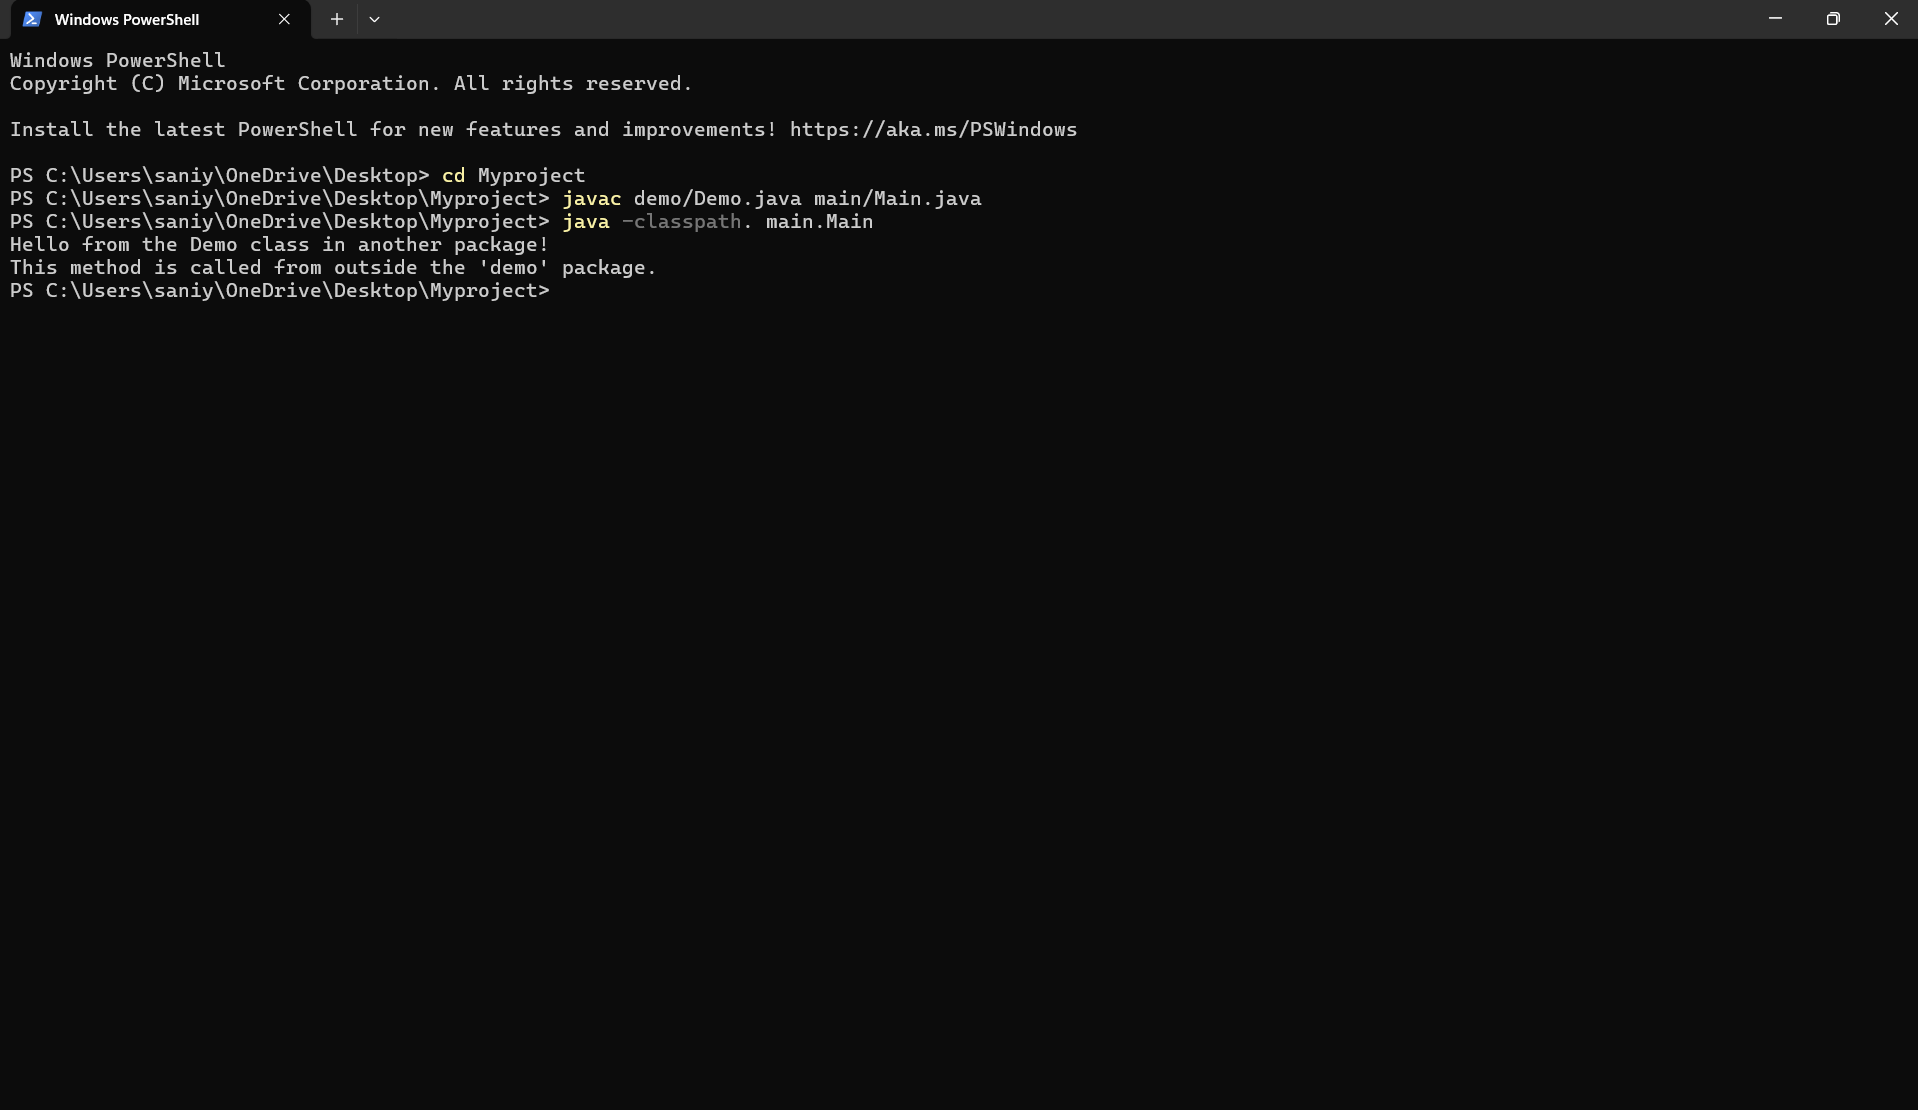 Windows PowerShell
Windows PowerShell
Copyright (C) Microsoft Corporation. All rights reserved.
Install the latest PowerShell for new features and improvements! https://aka.ms/PSWindows
PS C:\Users\saniy\OneDrive\Desktop> cd Myproject
PS C:\Users\saniy\OneDrive\Desktop\Myproject> javac demo/Demo.java main/Main.java
PS C:\Users\saniy\OneDrive\Desktop\Myproject> java -classpath. main.Main
Hello from the Demo class in another package!
This method is called from outside the 'demo' package.
PS C:\Users\saniy\OneDrive\Desktop\Myproject>